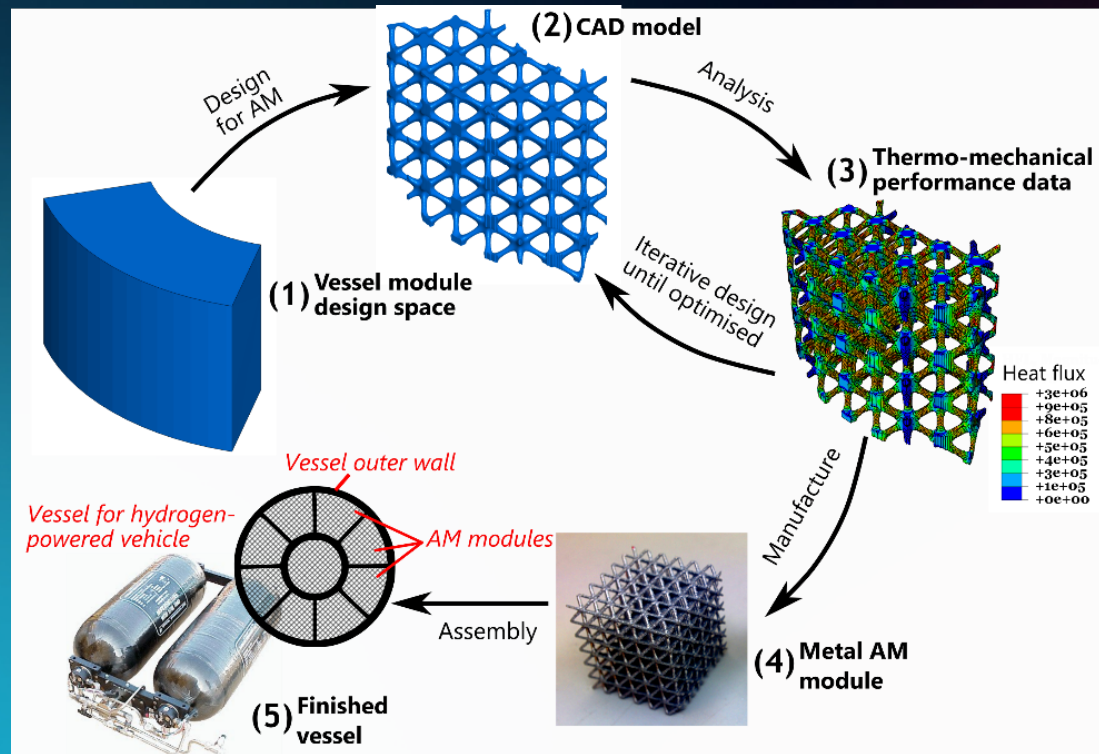 (1) Vessel module
design space
Design
for AM
(2) CAD model
Analysis
(3) Thermo-mechanical
performance data
Iterative design
until optimised
Heat flux
+3e+06
+9e+05
+8e+05
+6e+05
+5e+05
+4e+05
+3e+05
+1e+05
+0e+00
Manufacture
(4) Metal AM
module
Assembly
Vessel outer wall
AM modules
Vessel for hydrogen-
powered vehicle
(5) Finished
vessel